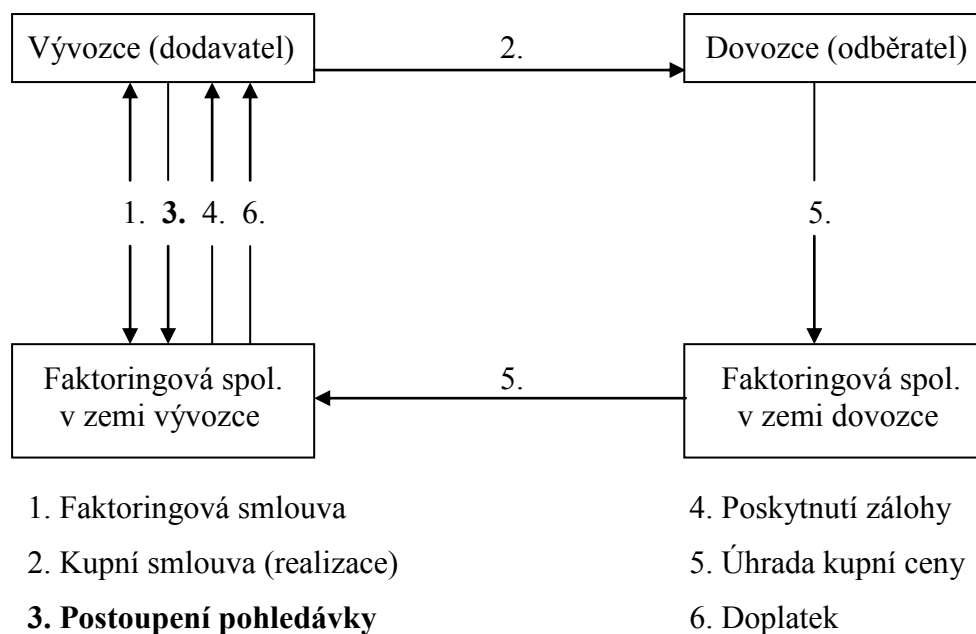 Vývozce (dodavatel)
2.
Dovozce (odběratel)
1. 3. 4. 6.
5.
Faktoringová spol.
v zemi vývozce
5.
Faktoringová spol.
v zemi dovozce
1. Faktoringová smlouva
2. Kupní smlouva (realizace)
3. Postoupení pohledávky
4. Poskytnutí zálohy
5. Úhrada kupní ceny
6. Doplatek